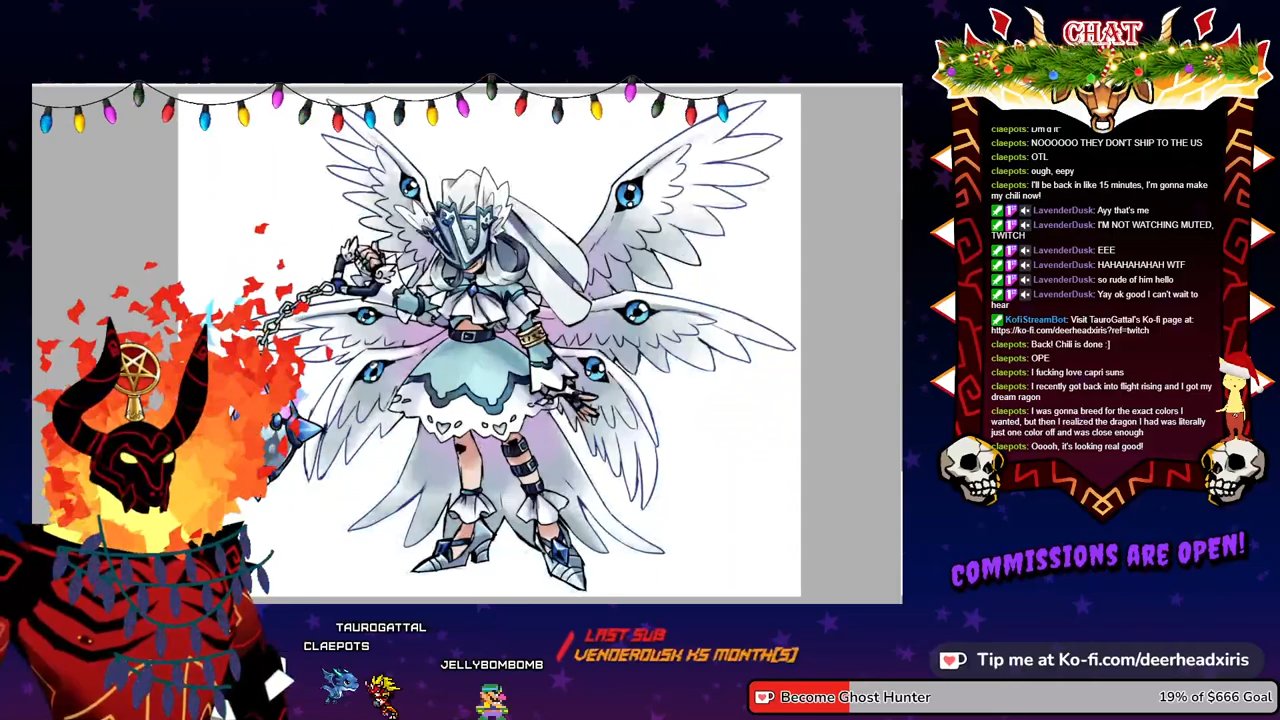 CHAT
claepots: Dm a it"
claepots: NOOOOOO THEY DON'T SHIP TO THE US
claepots: OTL
claepots: ough, eepy
claepots: I'll be back in like 15 minutes, I'm gonna make
my chili now!
LavenderDusk: Ayy that's me
LavenderDusk: I'M NOT WATCHING MUTED,
TWITCH
LavenderDusk: EEE
LavenderDusk: HAHAHAHAHAH WTF
LavenderDusk: so rude of him hello
LavenderDusk: Yay ok good I can't wait to
hear
KofiStreamBot: Visit TauroGattal's Ko-fi page at:
https://ko-fi.com/deerheadxiris?ref=twitch
claepots: Back! Chili is done :]
claepots: OPE
claepots: I fucking love capri suns
claepots: I recently got back into flight rising and I got my
dream ragon
claepots: I was gonna breed for the exact colors I
wanted, but then I realized the dragon I had was literally
just one color off and was close enough
claepots: Ooooh, it's looking real good!
COMMISSIONS ARE OPEN!
TAUROGATTAL
CLAEPOTS
JELLYBOMBOMB
LAST SUB
VENDERDUSK X5 MONTH[S]
Tip me at Ko-fi.com/deerheadxiris
Become Ghost Hunter
19% of $666 Goal